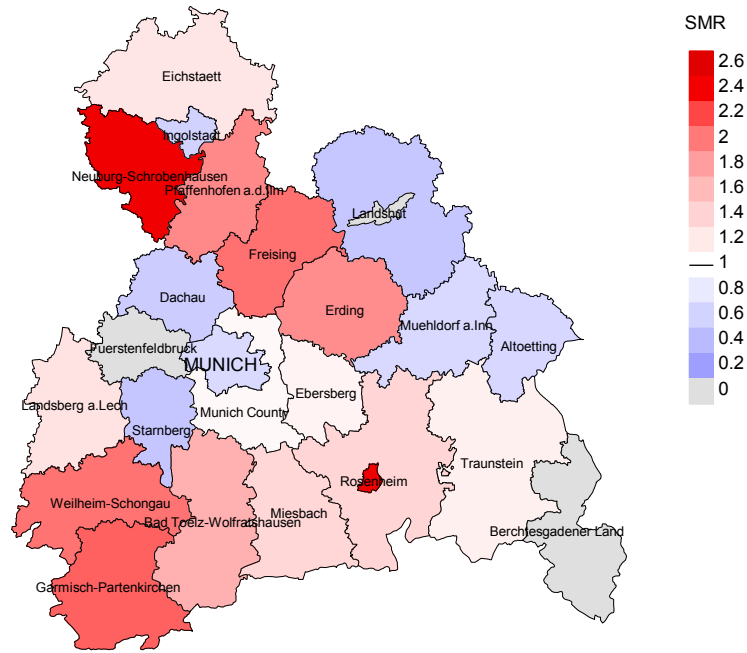 SMR
2.6
2.4
2.2
2
1.8
1.6
1.4
1.2
1
0.8
0.6
0.4
0.2
0
Eichstaett
Ingolstadt
Neuburg-Schrobenhausen
Pfaffenhofen a.d.Ilm
Landshut
Freising
Dachau
Erding
Muehldorf a.Inn
Altoetting
Fuerstenfeldbruck
MUNICH
Ebersberg
Landsberg a.Lech
Munich County
Starnberg
Traunstein
Rosenheim
Weilheim-Schongau
Miesbach
Bad Toelz-Wolfratshausen
Berchtesgadener Land
Garmisch-Partenkirchen